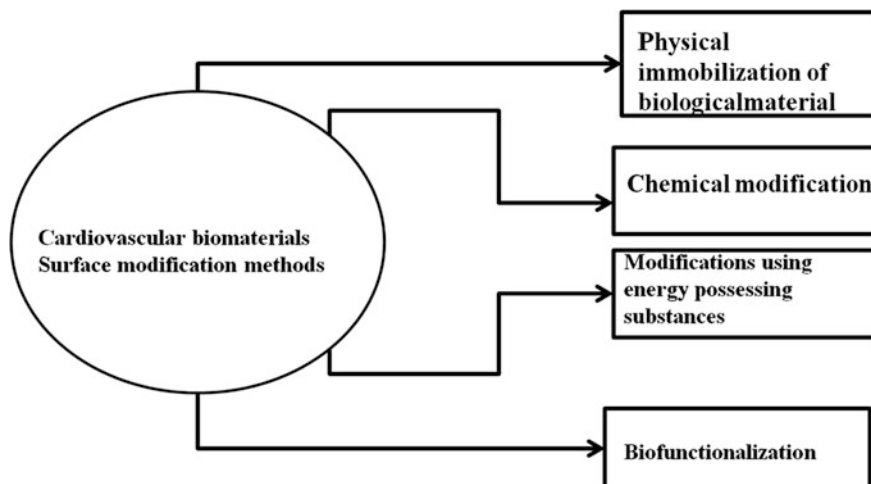 Physical
immobilization of
biologicalmaterial
Chemical modification
Cardiovascular biomaterials
Surface modification methods
Modifications using
energy possessing
substances
Biofunctionalization